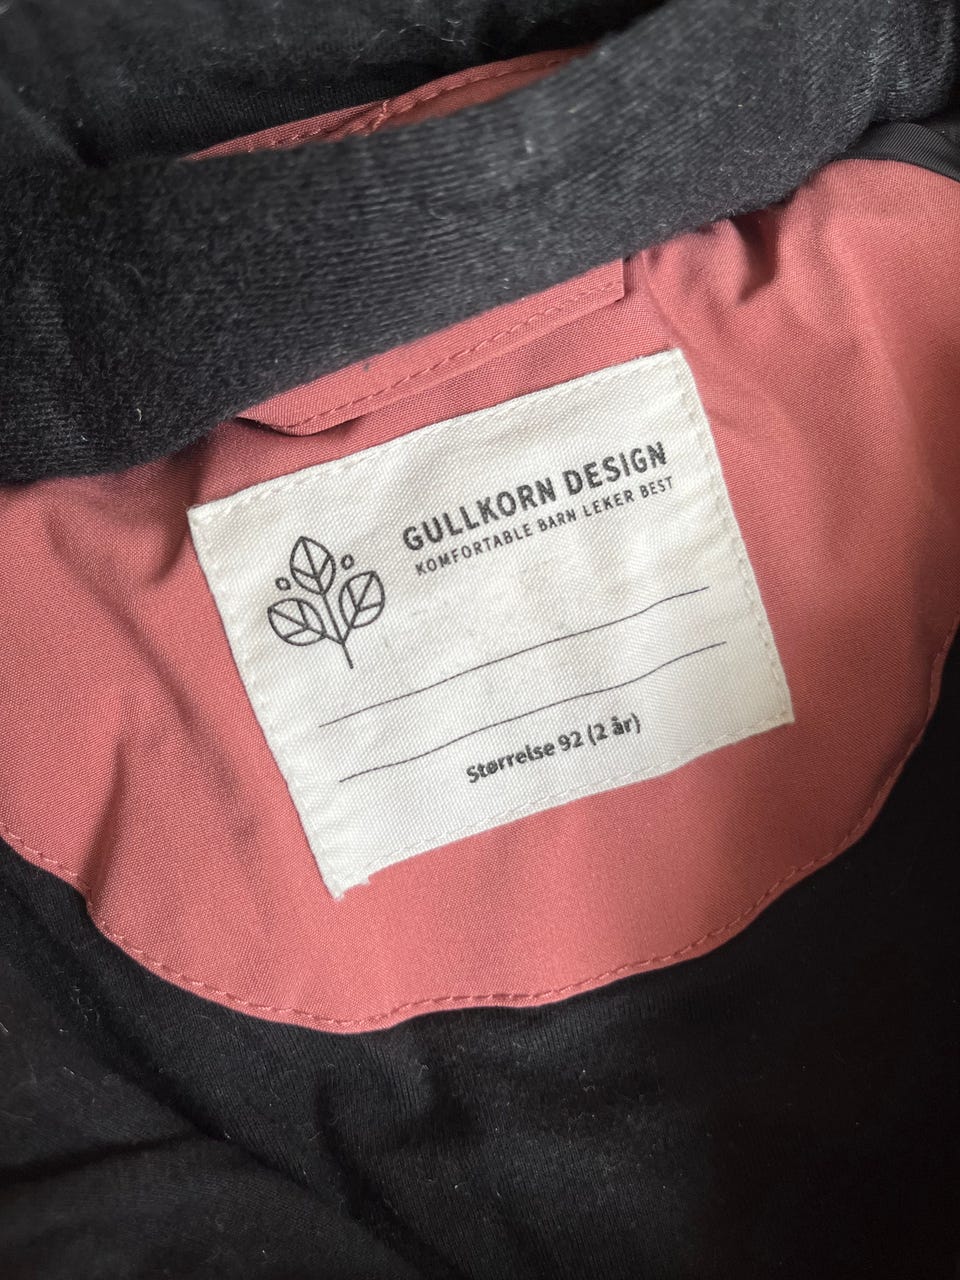 GULLKORN DESIGN
KOMFORTABLE BARN LEKER BEST
Størrelse 92 (2 år)